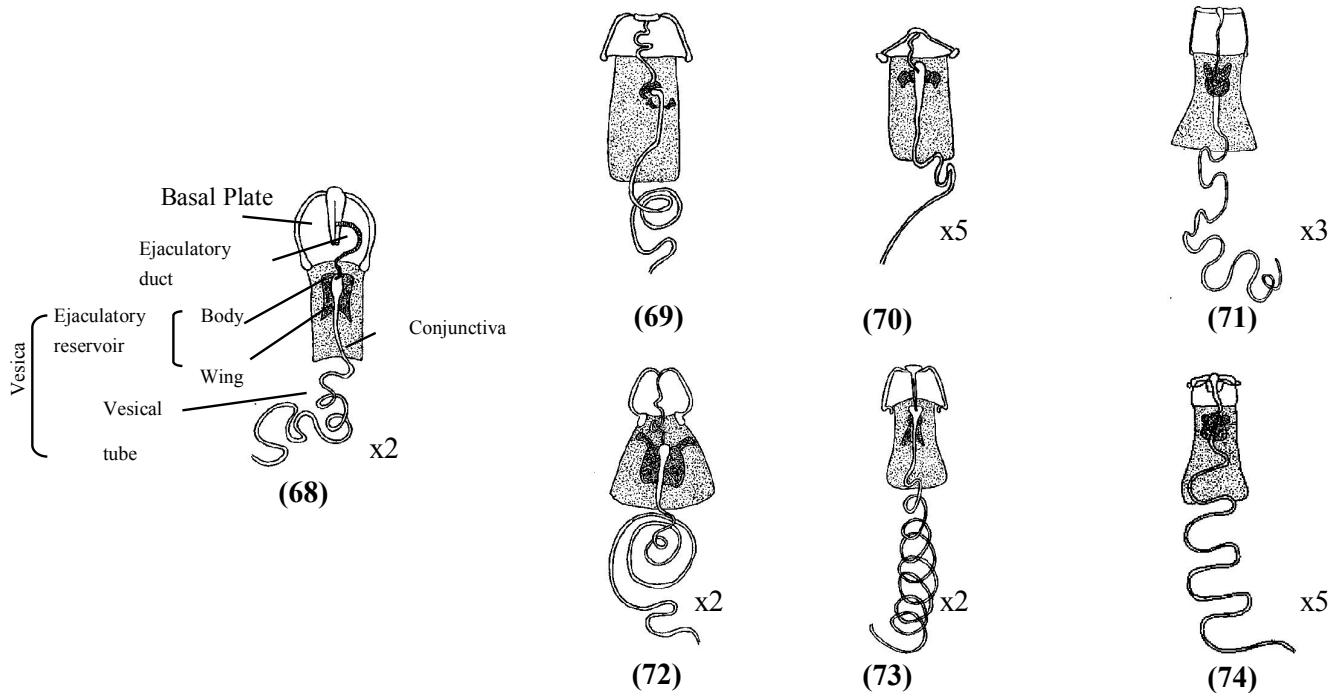 Basal Plate
Ejaculatory
duct
Ejaculatory
reservoir
Body
Wing
Conjunctiva
Vesica
Vesical
tube
x2
(68)
(69)
x5
(70)
x3
(71)
x2
(72)
x2
(73)
x5
(74)